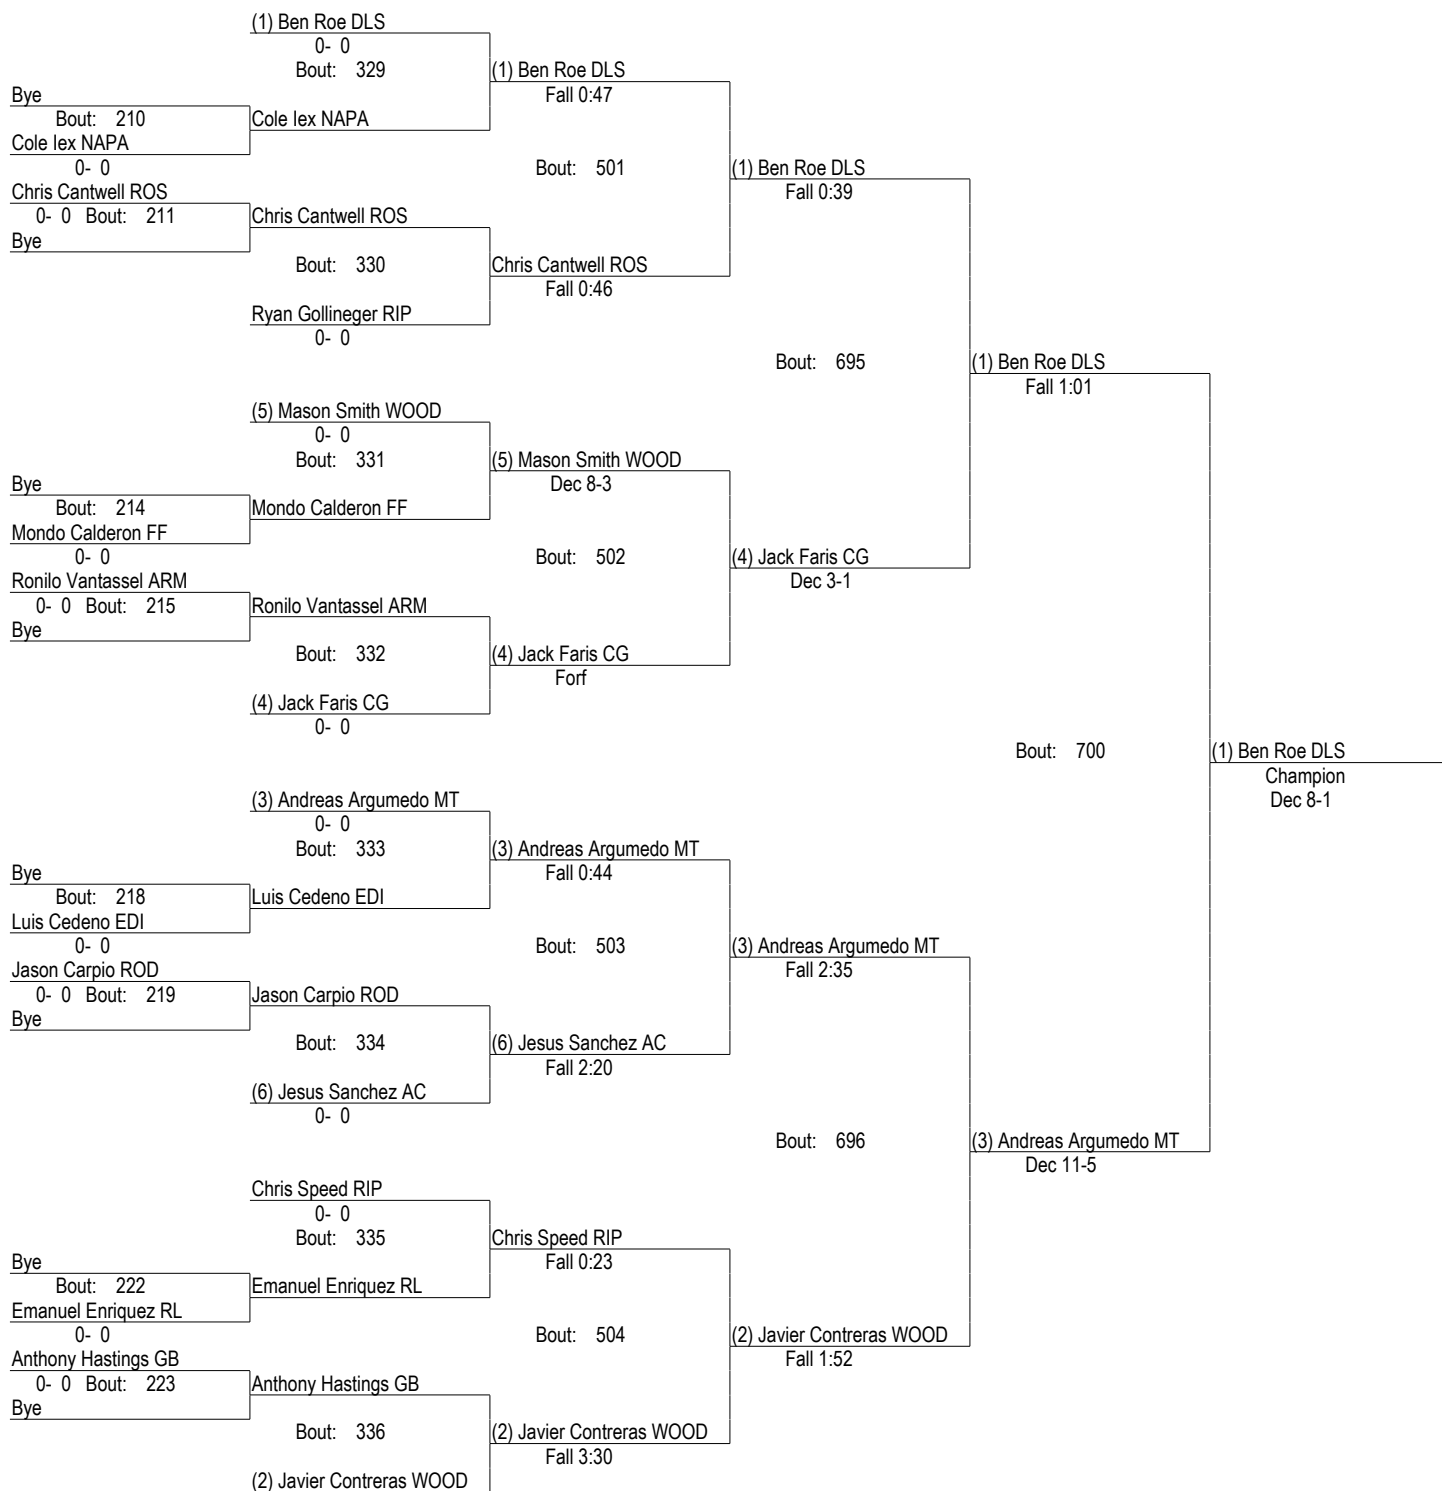 (1) Ben Roe DLS
0- 0
Bout: 329
(1) Ben Roe DLS
Fall 0:47
Bye
Bout: 210
Cole Iex NAPA
Cole Iex NAPA
0- 0
Bout: 501
(1) Ben Roe DLS
Fall 0:39
Chris Cantwell ROS
0- 0 Bout: 211
Chris Cantwell ROS
Bye
Bout: 330
Chris Cantwell ROS
Fall 0:46
Ryan Gollineger RIP
0- 0
Bout: 695
(1) Ben Roe DLS
Fall 1:01
(5) Mason Smith WOOD
0- 0
Bout: 331
(5) Mason Smith WOOD
Dec 8-3
Bye
Bout: 214
Mondo Calderon FF
Mondo Calderon FF
0- 0
Bout: 502
(4) Jack Faris CG
Dec 3-1
Ronilo Vantassel ARM
0- 0 Bout: 215
Ronilo Vantassel ARM
Bye
Bout: 332
(4) Jack Faris CG
Forf
(4) Jack Faris CG
0- 0
Bout: 700
(1) Ben Roe DLS
Champion
Dec 8-1
(3) Andreas Argumedo MT
0- 0
Bout: 333
(3) Andreas Argumedo MT
Fall 0:44
Bye
Bout: 218
Luis Cedeno EDI
Luis Cedeno EDI
0- 0
Bout: 503
(3) Andreas Argumedo MT
Fall 2:35
Jason Carpio ROD
0- 0 Bout: 219
Jason Carpio ROD
Bye
Bout: 334
(6) Jesus Sanchez AC
Fall 2:20
(6) Jesus Sanchez AC
0- 0
Bout: 696
(3) Andreas Argumedo MT
Dec 11-5
Chris Speed RIP
0- 0
Bout: 335
Chris Speed RIP
Fall 0:23
Bye
Bout: 222
Emanuel Enriquez RL
Emanuel Enriquez RL
0- 0
Bout: 504
(2) Javier Contreras WOOD
Fall 1:52
Anthony Hastings GB
0- 0 Bout: 223
Anthony Hastings GB
Bye
Bout: 336
(2) Javier Contreras WOOD
Fall 3:30
(2) Javier Contreras WOOD